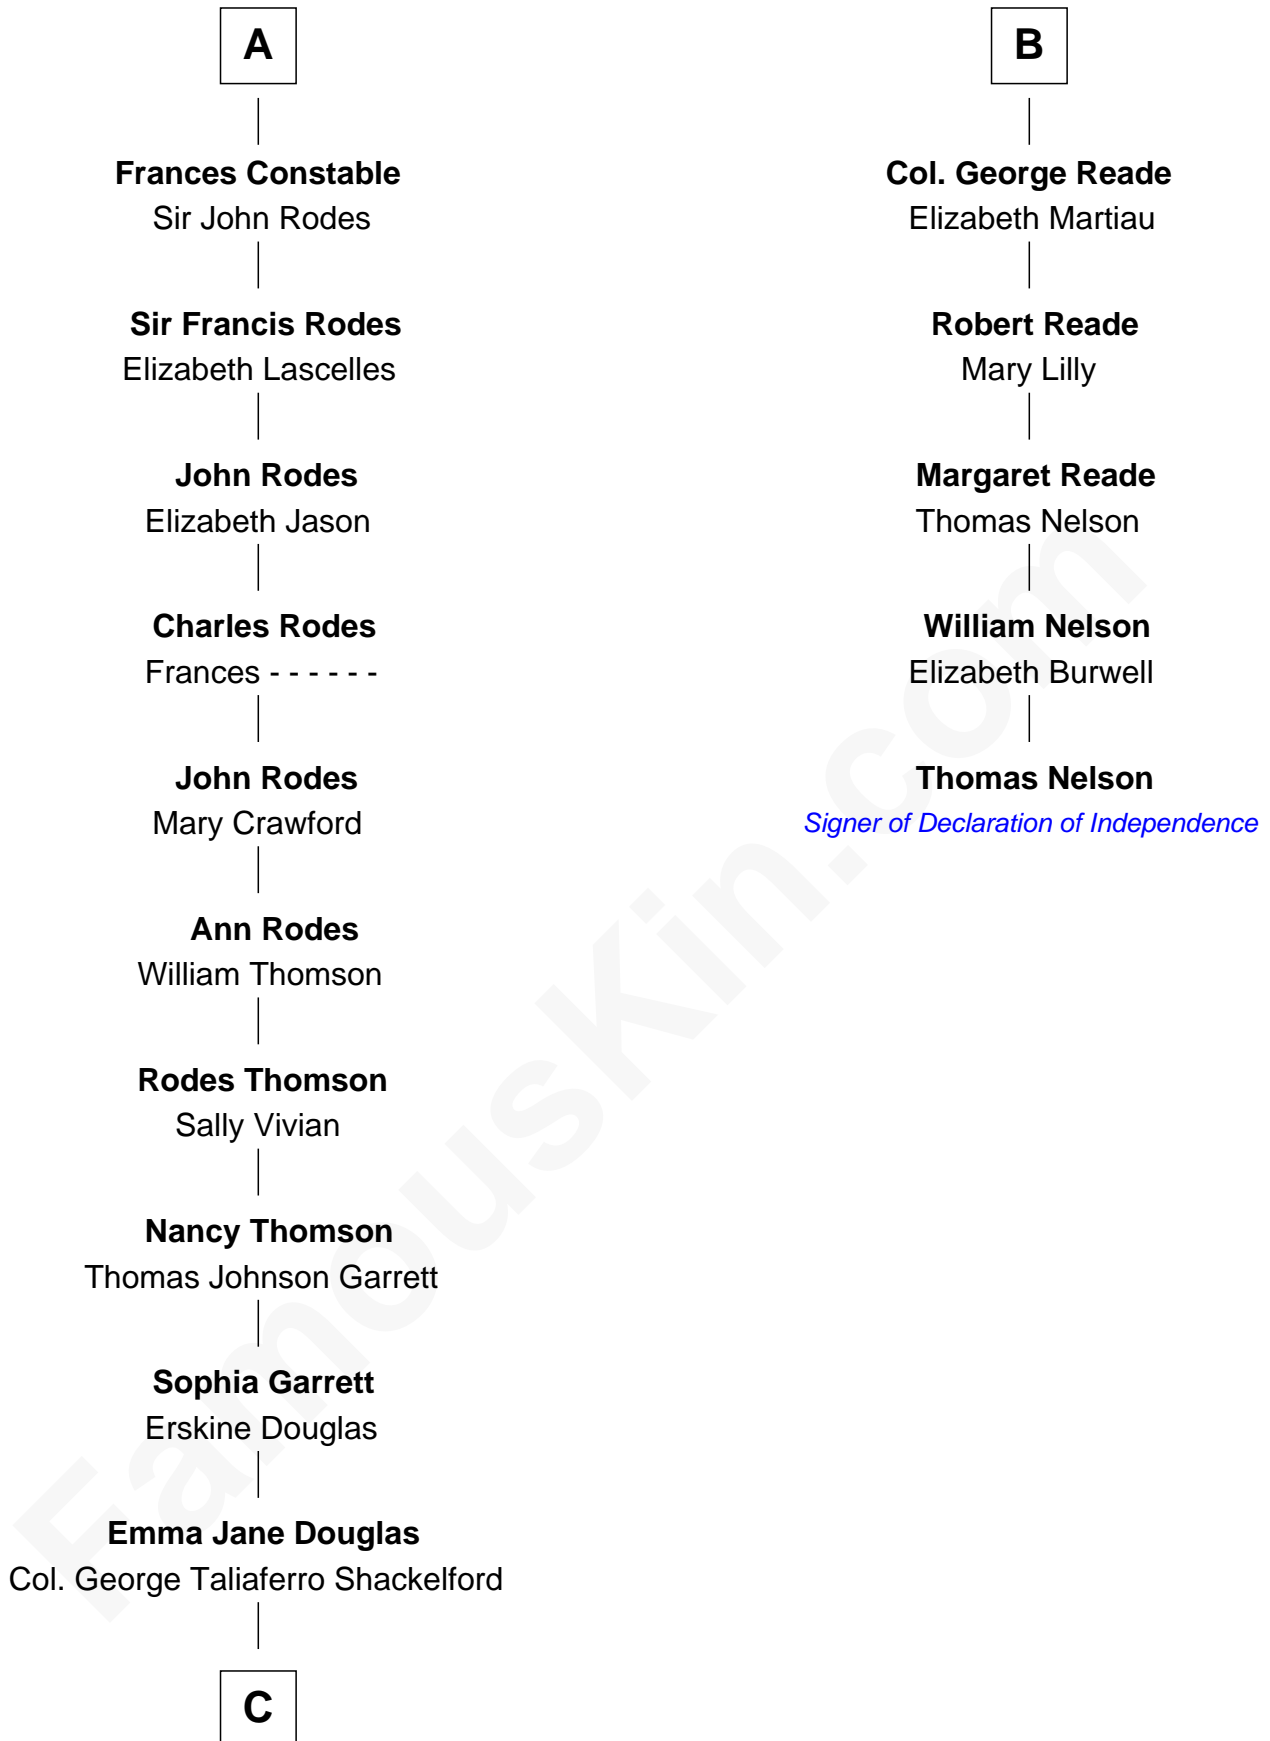 A
Frances Constable
Sir John Rodes
Sir Francis Rodes
Elizabeth Lascelles
John Rodes
Elizabeth Jason
Charles Rodes
Frances - - - - - -
John Rodes
Mary Crawford
Ann Rodes
William Thomson
Rodes Thomson
Sally Vivian
Nancy Thomson
Thomas Johnson Garrett
Sophia Garrett
Erskine Douglas
Emma Jane Douglas
Col. George Taliaferro Shackelford
C
B
Col. George Reade
Elizabeth Martiau
Robert Reade
Mary Lilly
Margaret Reade
Thomas Nelson
William Nelson
Elizabeth Burwell
Thomas Nelson
Signer of Declaration of Independence
FamousKin.com